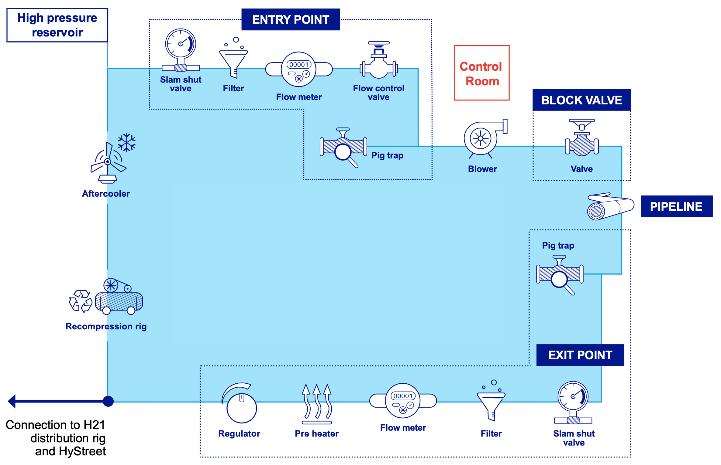 High pressure
reservoir
ENTRY POINT
Slam shut
valve
Filter
00001
Flow meter
Flow control
valve
Control
Room
BLOCK VALVE
Pig trap
Blower
Valve
Aftercooler
PIPELINE
Pig trap
Recompression rig
EXIT POINT
Connection to H21
distribution rig
and HyStreet
Regulator
Pre heater
00001
Flow meter
Filter
Slam shut
valve